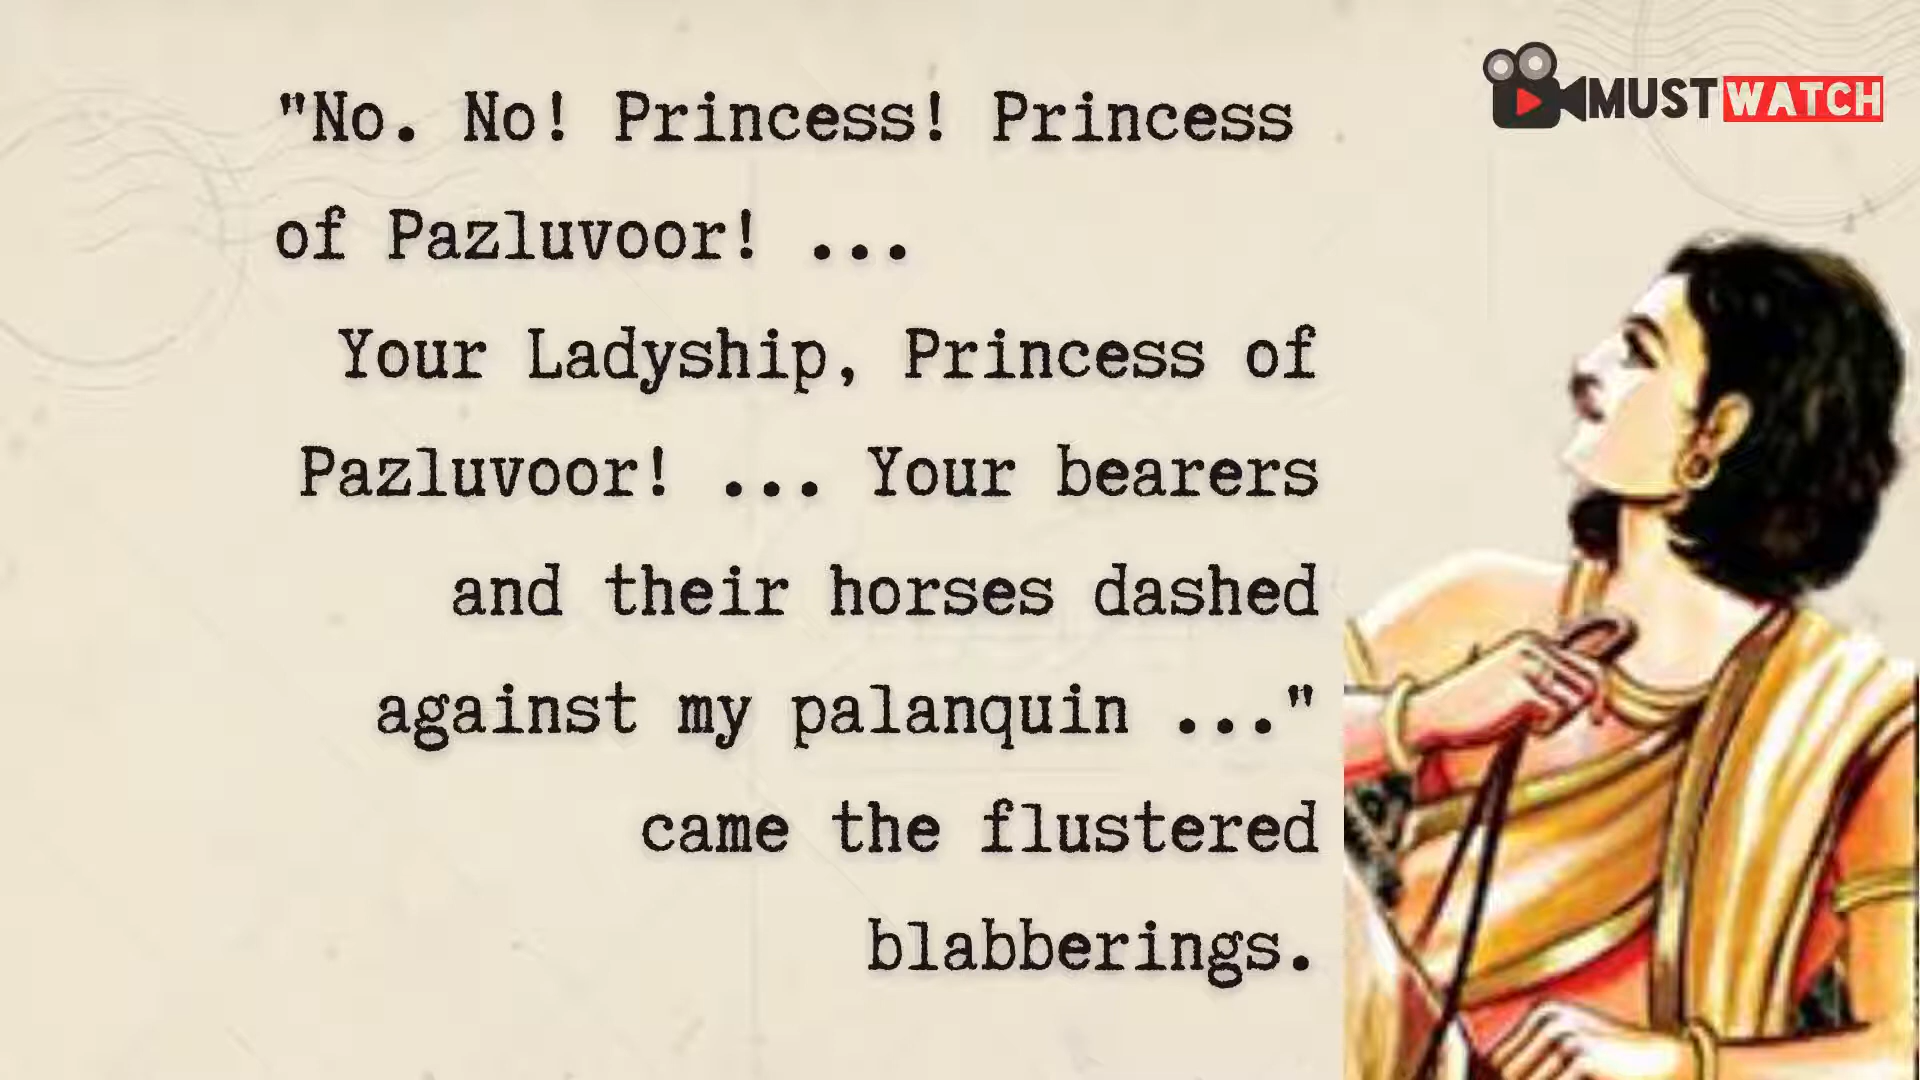 "No. No! Princess! Princess
of Pazluvoor! ...
Your Ladyship, Princess of
Pazluvoor! ... Your bearers
and their horses dashed
against my palanquin ..."
came the flustered
blabberings.
MUST WATCH